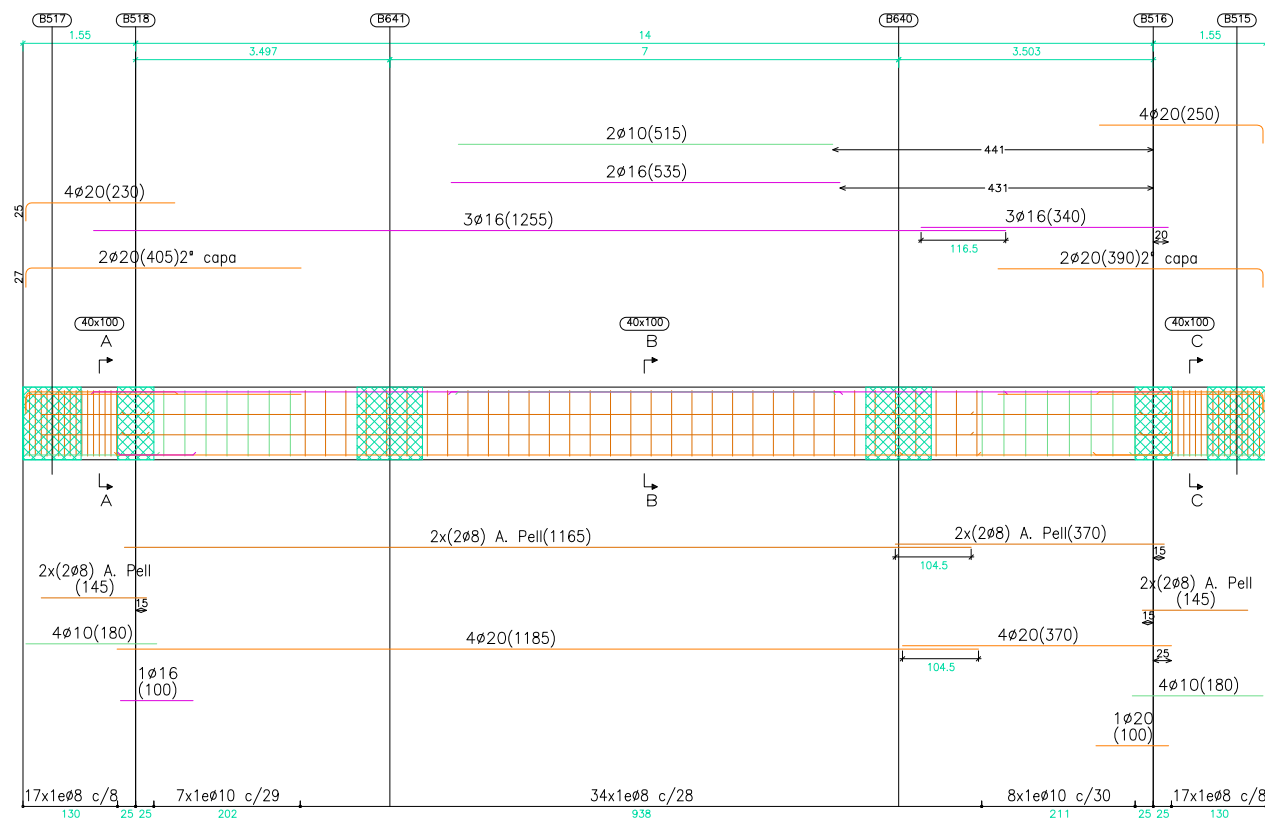 B517 B518 B641 B640 B516 B515
1.55 14 1.55
3.497 7 3.503
4ø20(250)
2ø10(515)
441
2ø16(535)
431
4ø20(230)
25
3ø16(1255)
3ø16(340)
20
116.5
2ø20(405)2ª capa
2ø20(390)2ª capa
27
40x100 40x100 40x100
A B C
A B C
2x(2ø8) A. Pell(1165)
2x(2ø8) A. Pell(370)
15
104.5
2x(2ø8) A. Pell
(145)
15
2x(2ø8) A. Pell
(145)
15
4ø10(180)
4ø20(1185)
4ø20(370)
25
104.5
1ø16
(100)
4ø10(180)
1ø20
(100)
17x1eø8 c/8 7x1eø10 c/29 34x1eø8 c/28 8x1eø10 c/30 17x1eø8 c/8
130 25 25 202 938 211 25 25 130